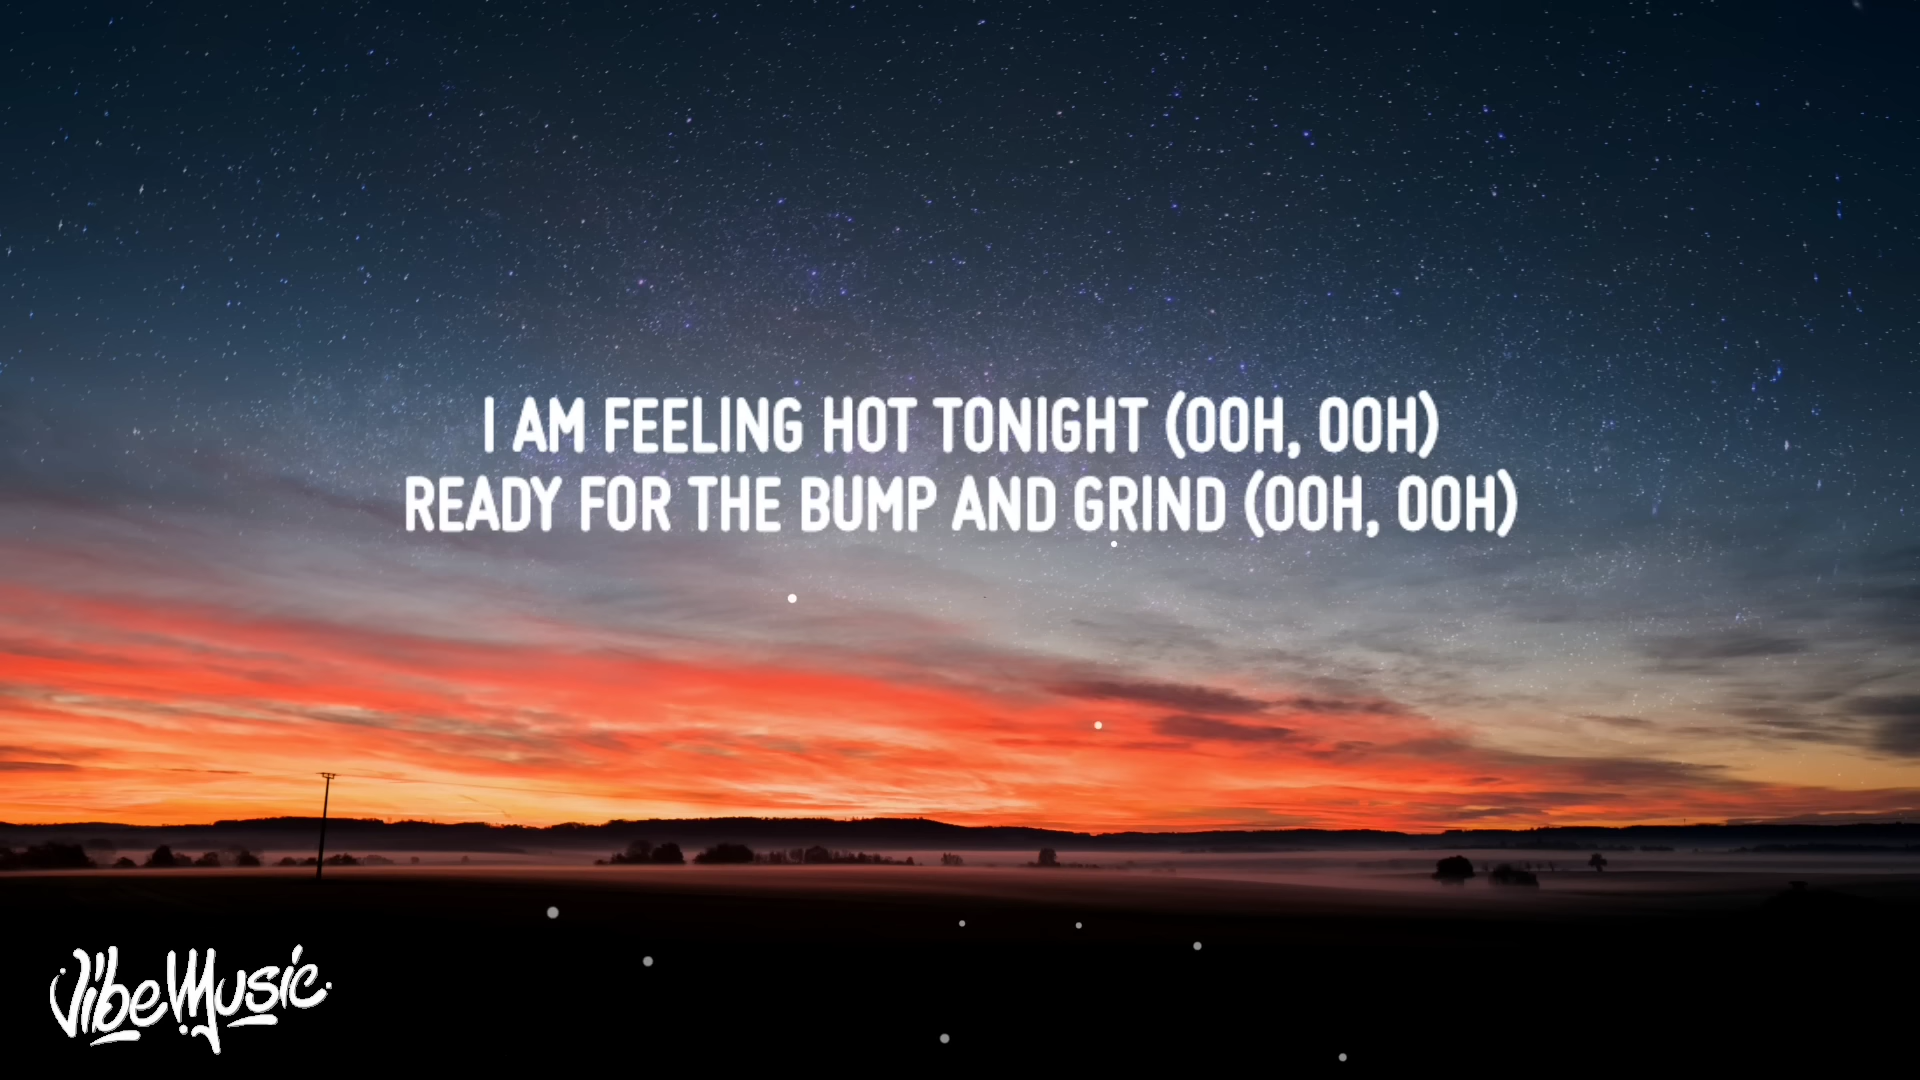 I AM FEELING HOT TONIGHT (OOH, OOH)
READY FOR THE BUMP AND GRIND (OOH, OOH)
VibeMusic.